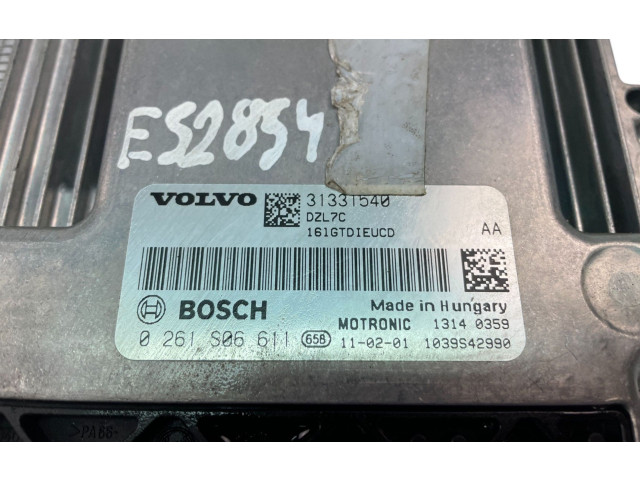 ES2854
VOLVO 31331540
DZL7C
161GTDIEUCD AA
BOSCH Made in Hungary
MOTRONIC 1314 0359
0 261 S06 611 65B 11-02-01 1039S42990
>PA66-